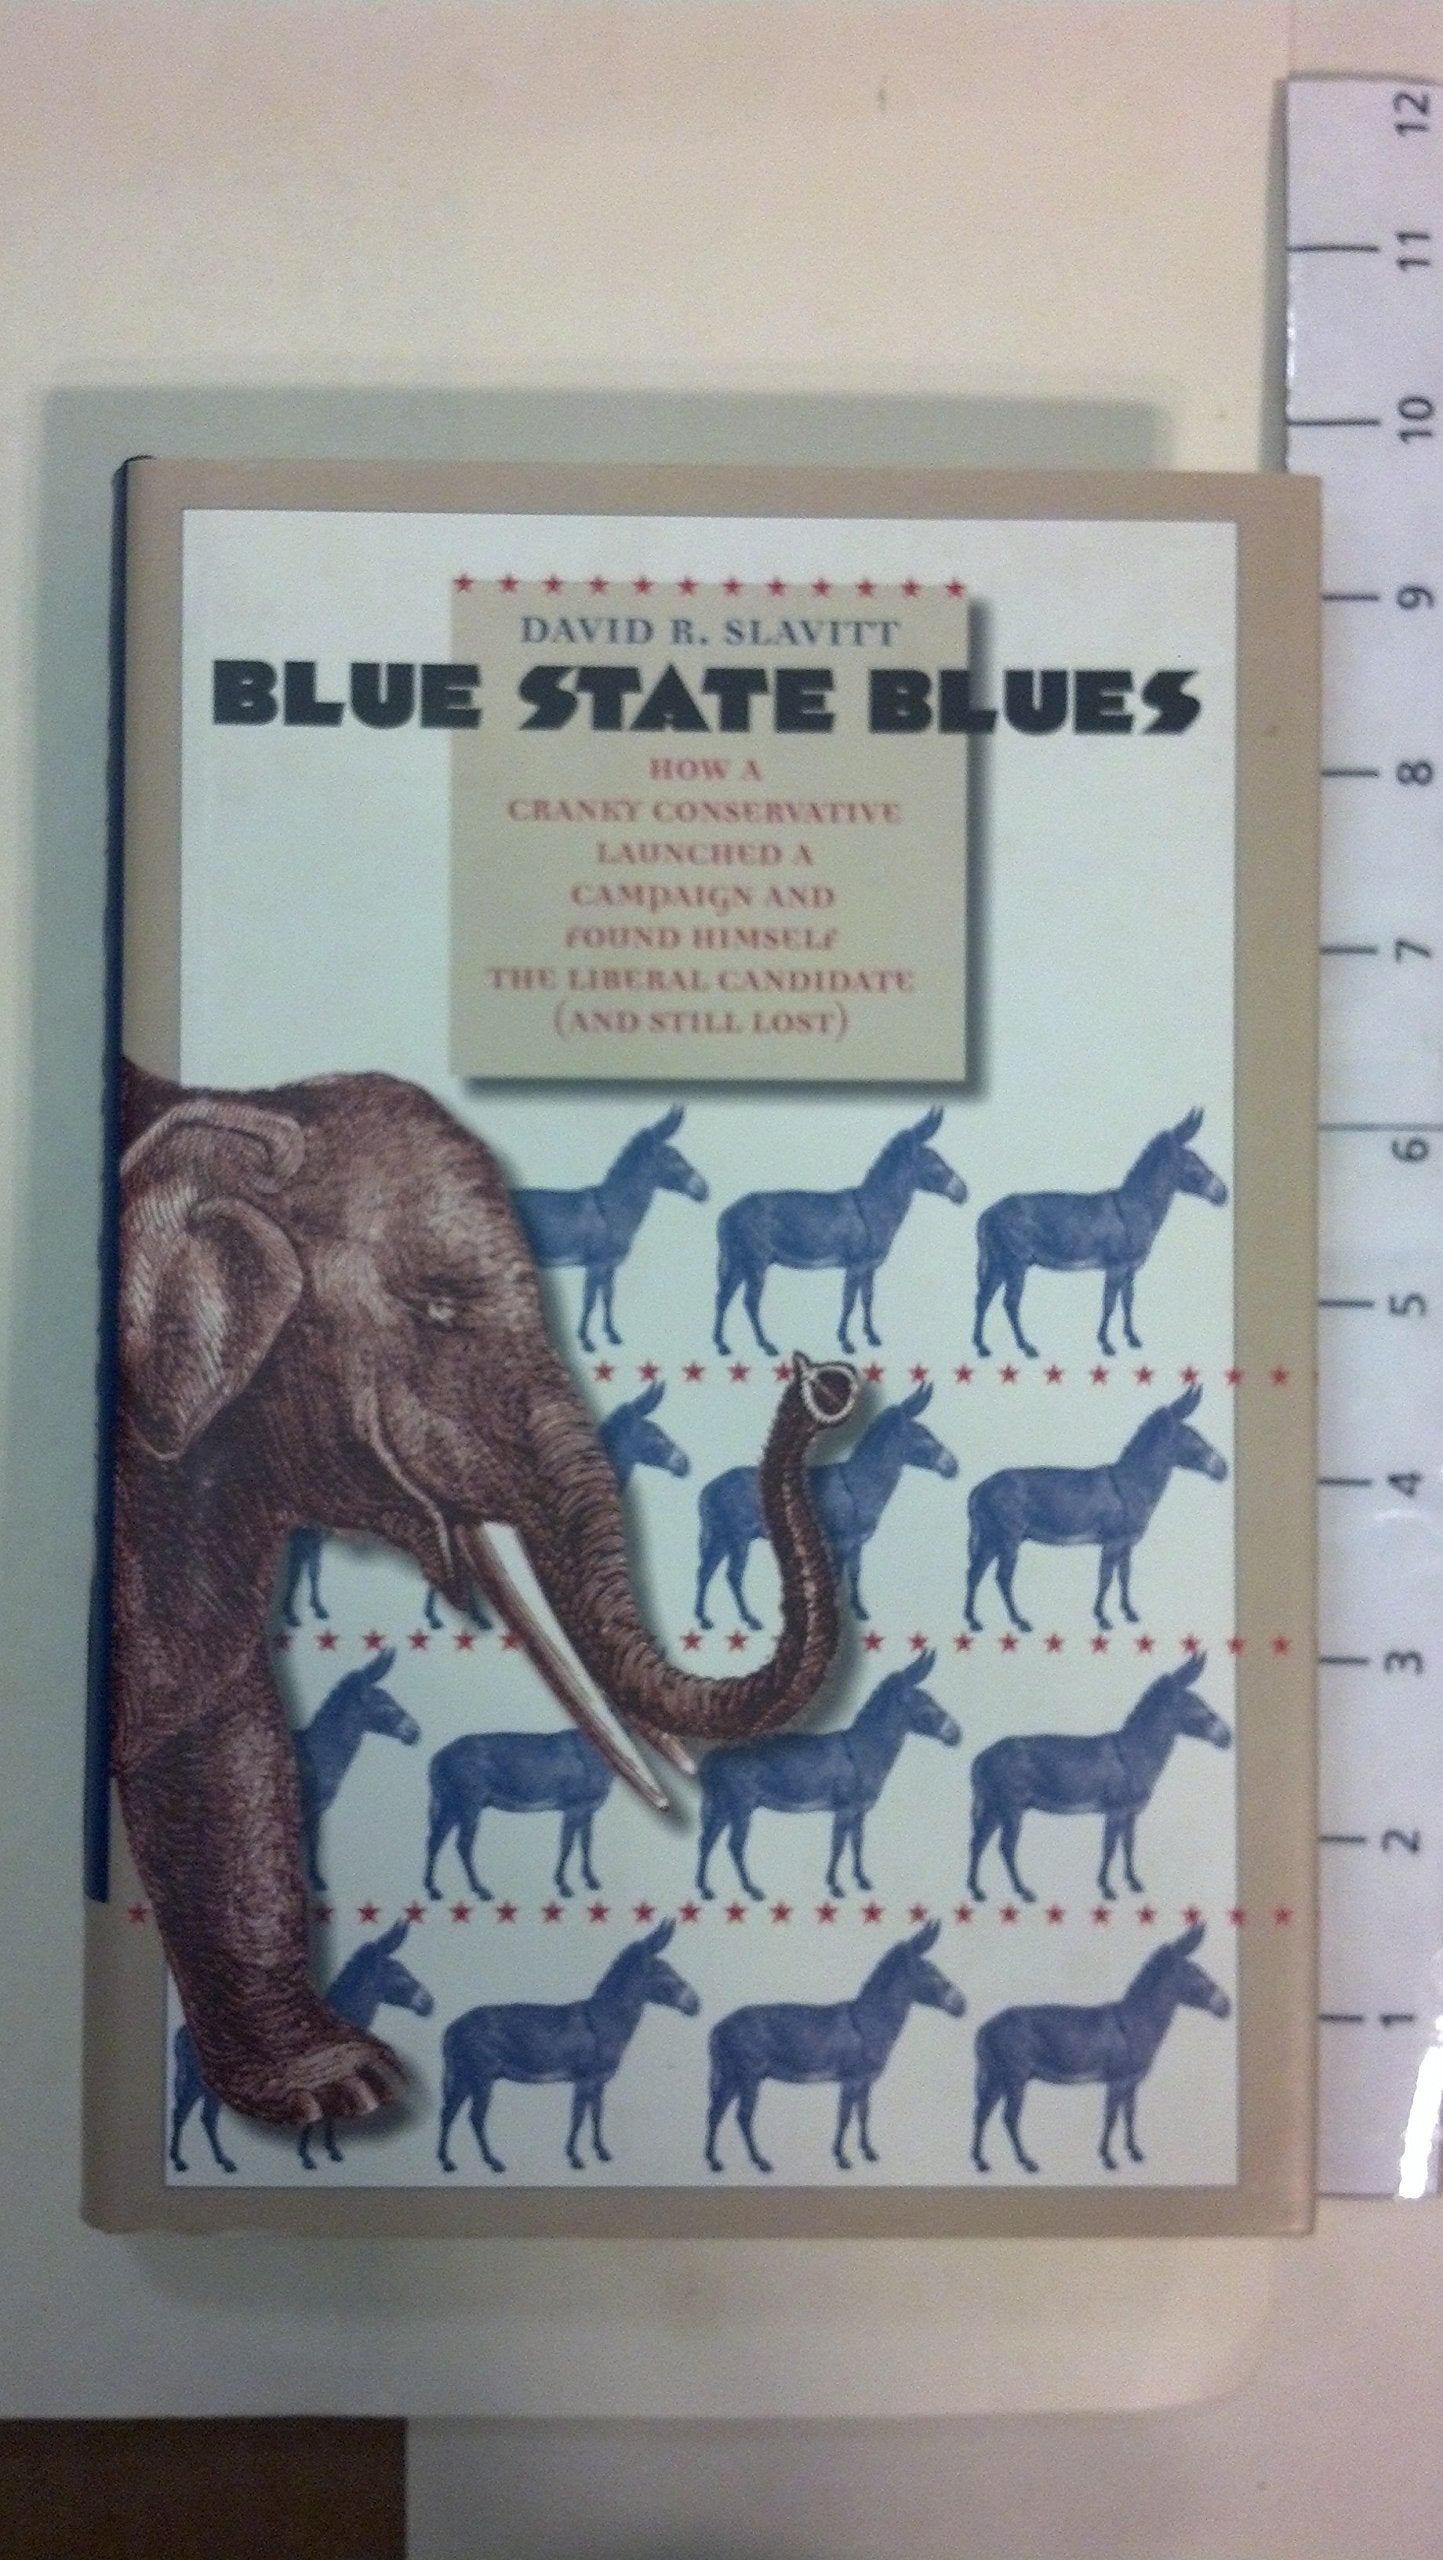 DAVID R. SLAVITT
BLUE STATE BLUES
HOW A
CRANKY CONSERVATIVE
LAUNCHED A
CAMPAIGN AND
FOUND HIMSELF
THE LIBERAL CANDIDATE
(AND STILL LOST)
12
11
10
9
8
7
6
5
4
3
2
1